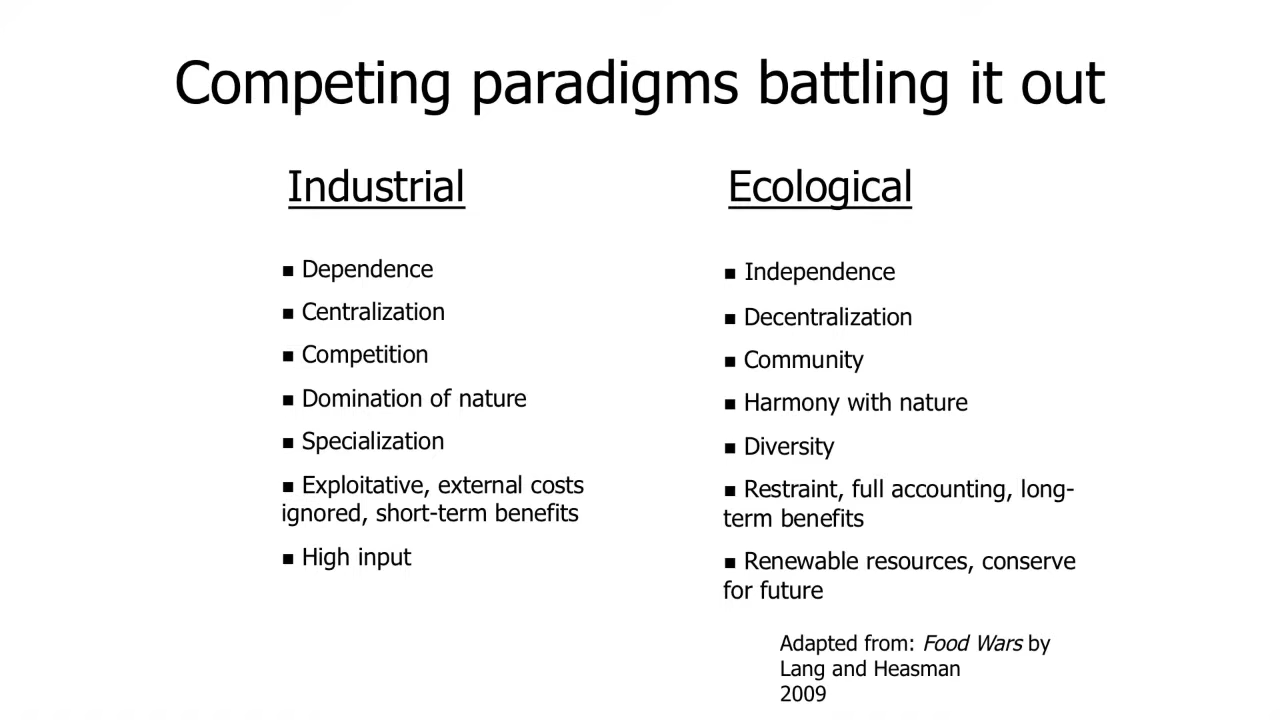 Competing paradigms battling it out
Industrial
▪ Dependence
▪ Centralization
▪ Competition
▪ Domination of nature
▪ Specialization
▪ Exploitative, external costs
ignored, short-term benefits
▪ High input
Ecological
▪ Independence
▪ Decentralization
▪ Community
▪ Harmony with nature
▪ Diversity
▪ Restraint, full accounting, long-
term benefits
▪ Renewable resources, conserve
for future
Adapted from: Food Wars by
Lang and Heasman
2009